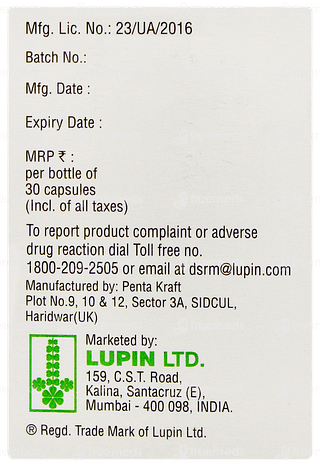 Mfg. Lic. No.: 23/UA/2016
Batch No.:
Mfg. Date :
Expiry Date :
MRP ₹ :
per bottle of
30 capsules
(Incl. of all taxes)
To report product complaint or adverse
drug reaction dial Toll free no.
1800-209-2505 or email at dsrm@lupin.com
Manufactured by: Penta Kraft
Plot No.9, 10 & 12, Sector 3A, SIDCUL,
Haridwar(UK)
Marketed by:
LUPIN LTD.
159, C.S.T. Road,
Kalina, Santacruz (E),
Mumbai - 400 098, INDIA.
® Regd. Trade Mark of Lupin Ltd.